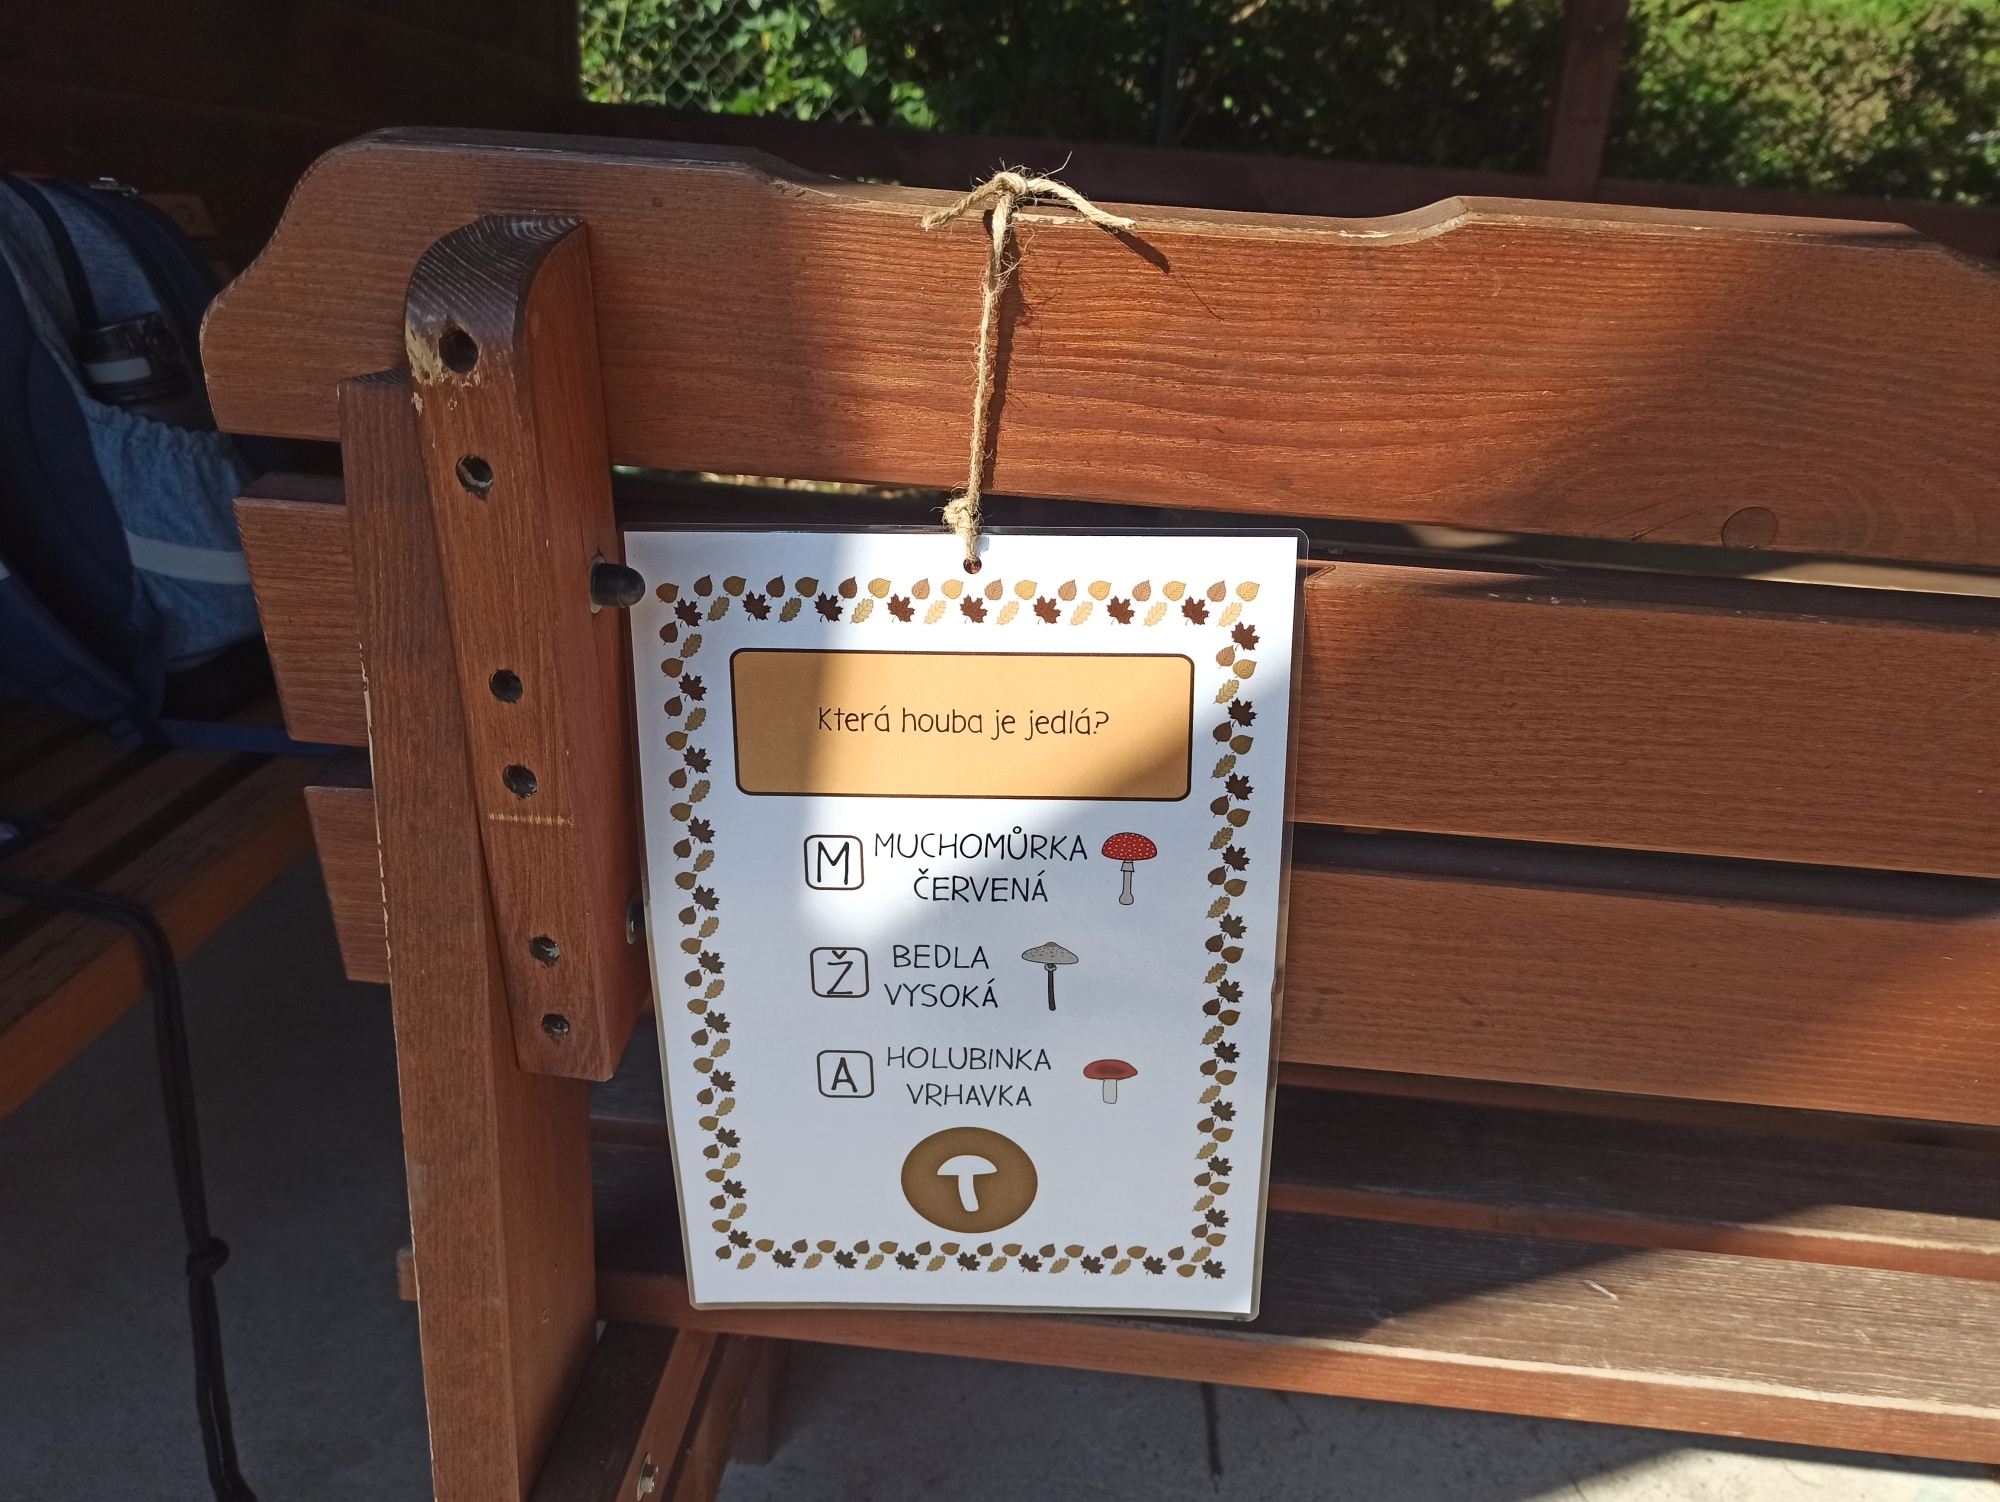 Která houba je jedlá?
M MUCHOMŮRKA
ČERVENÁ
Ž BEDLA
VYSOKÁ
A HOLUBINKA
VRHAVKA